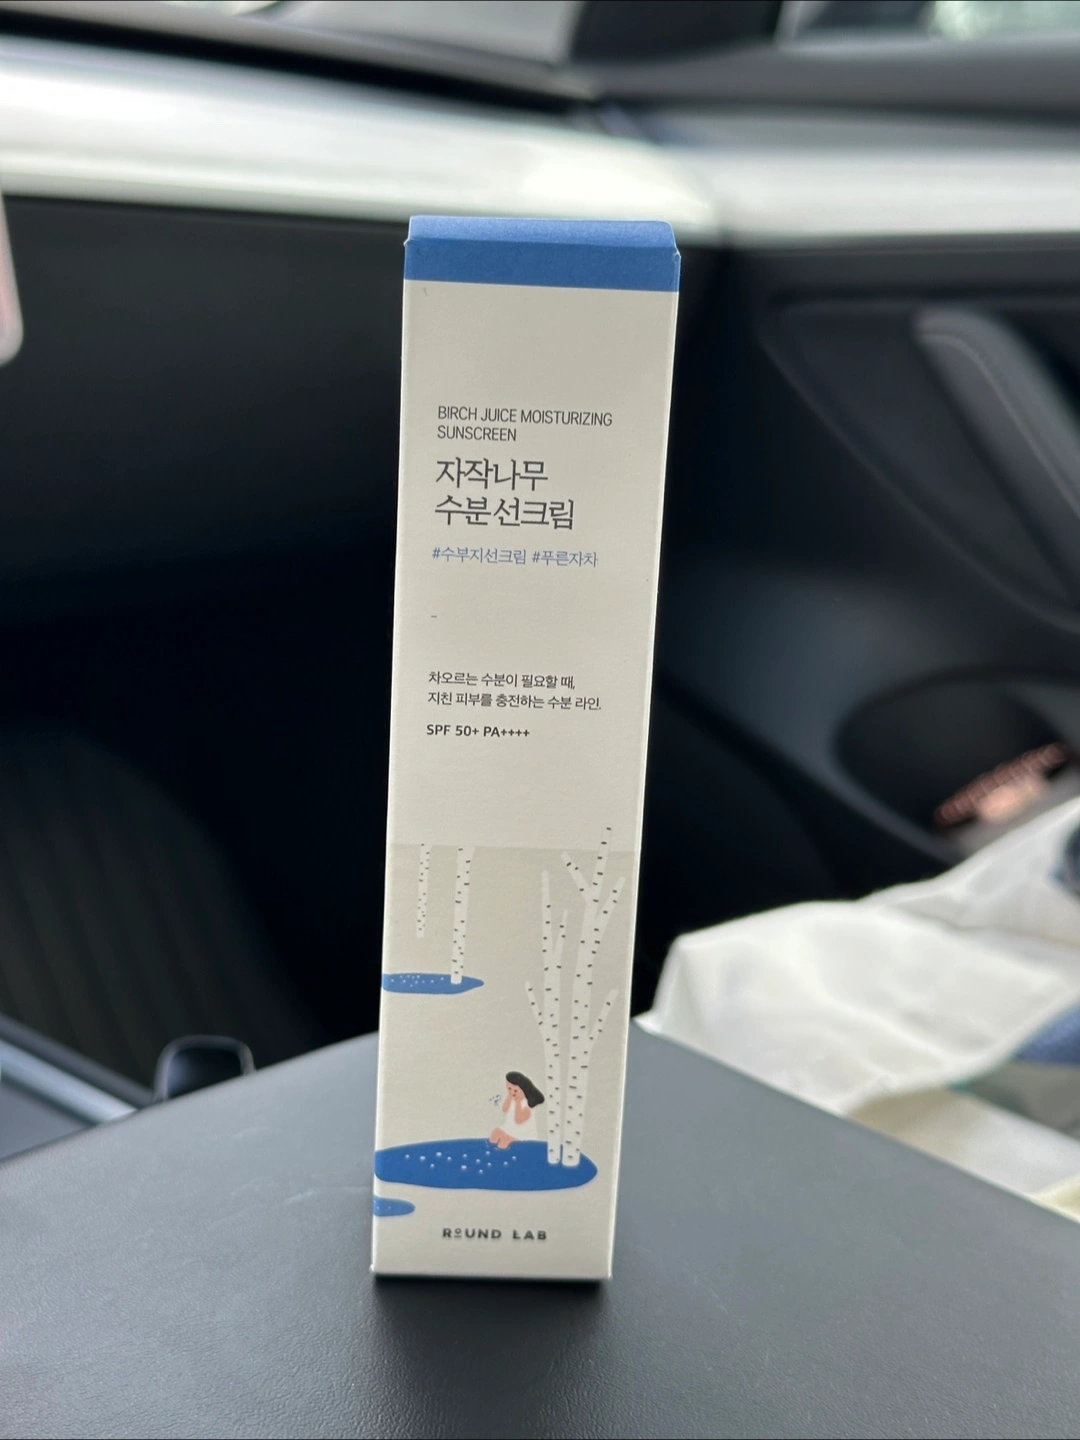 BIRCH JUICE MOISTURIZING
SUNSCREEN
자작나무
수분 선크림
#수부지선크림 #푸른자차
차오르는 수분이 필요할 때,
지친 피부를 충전하는 수분 라인.
SPF 50+ PA++++
ROUND LAB